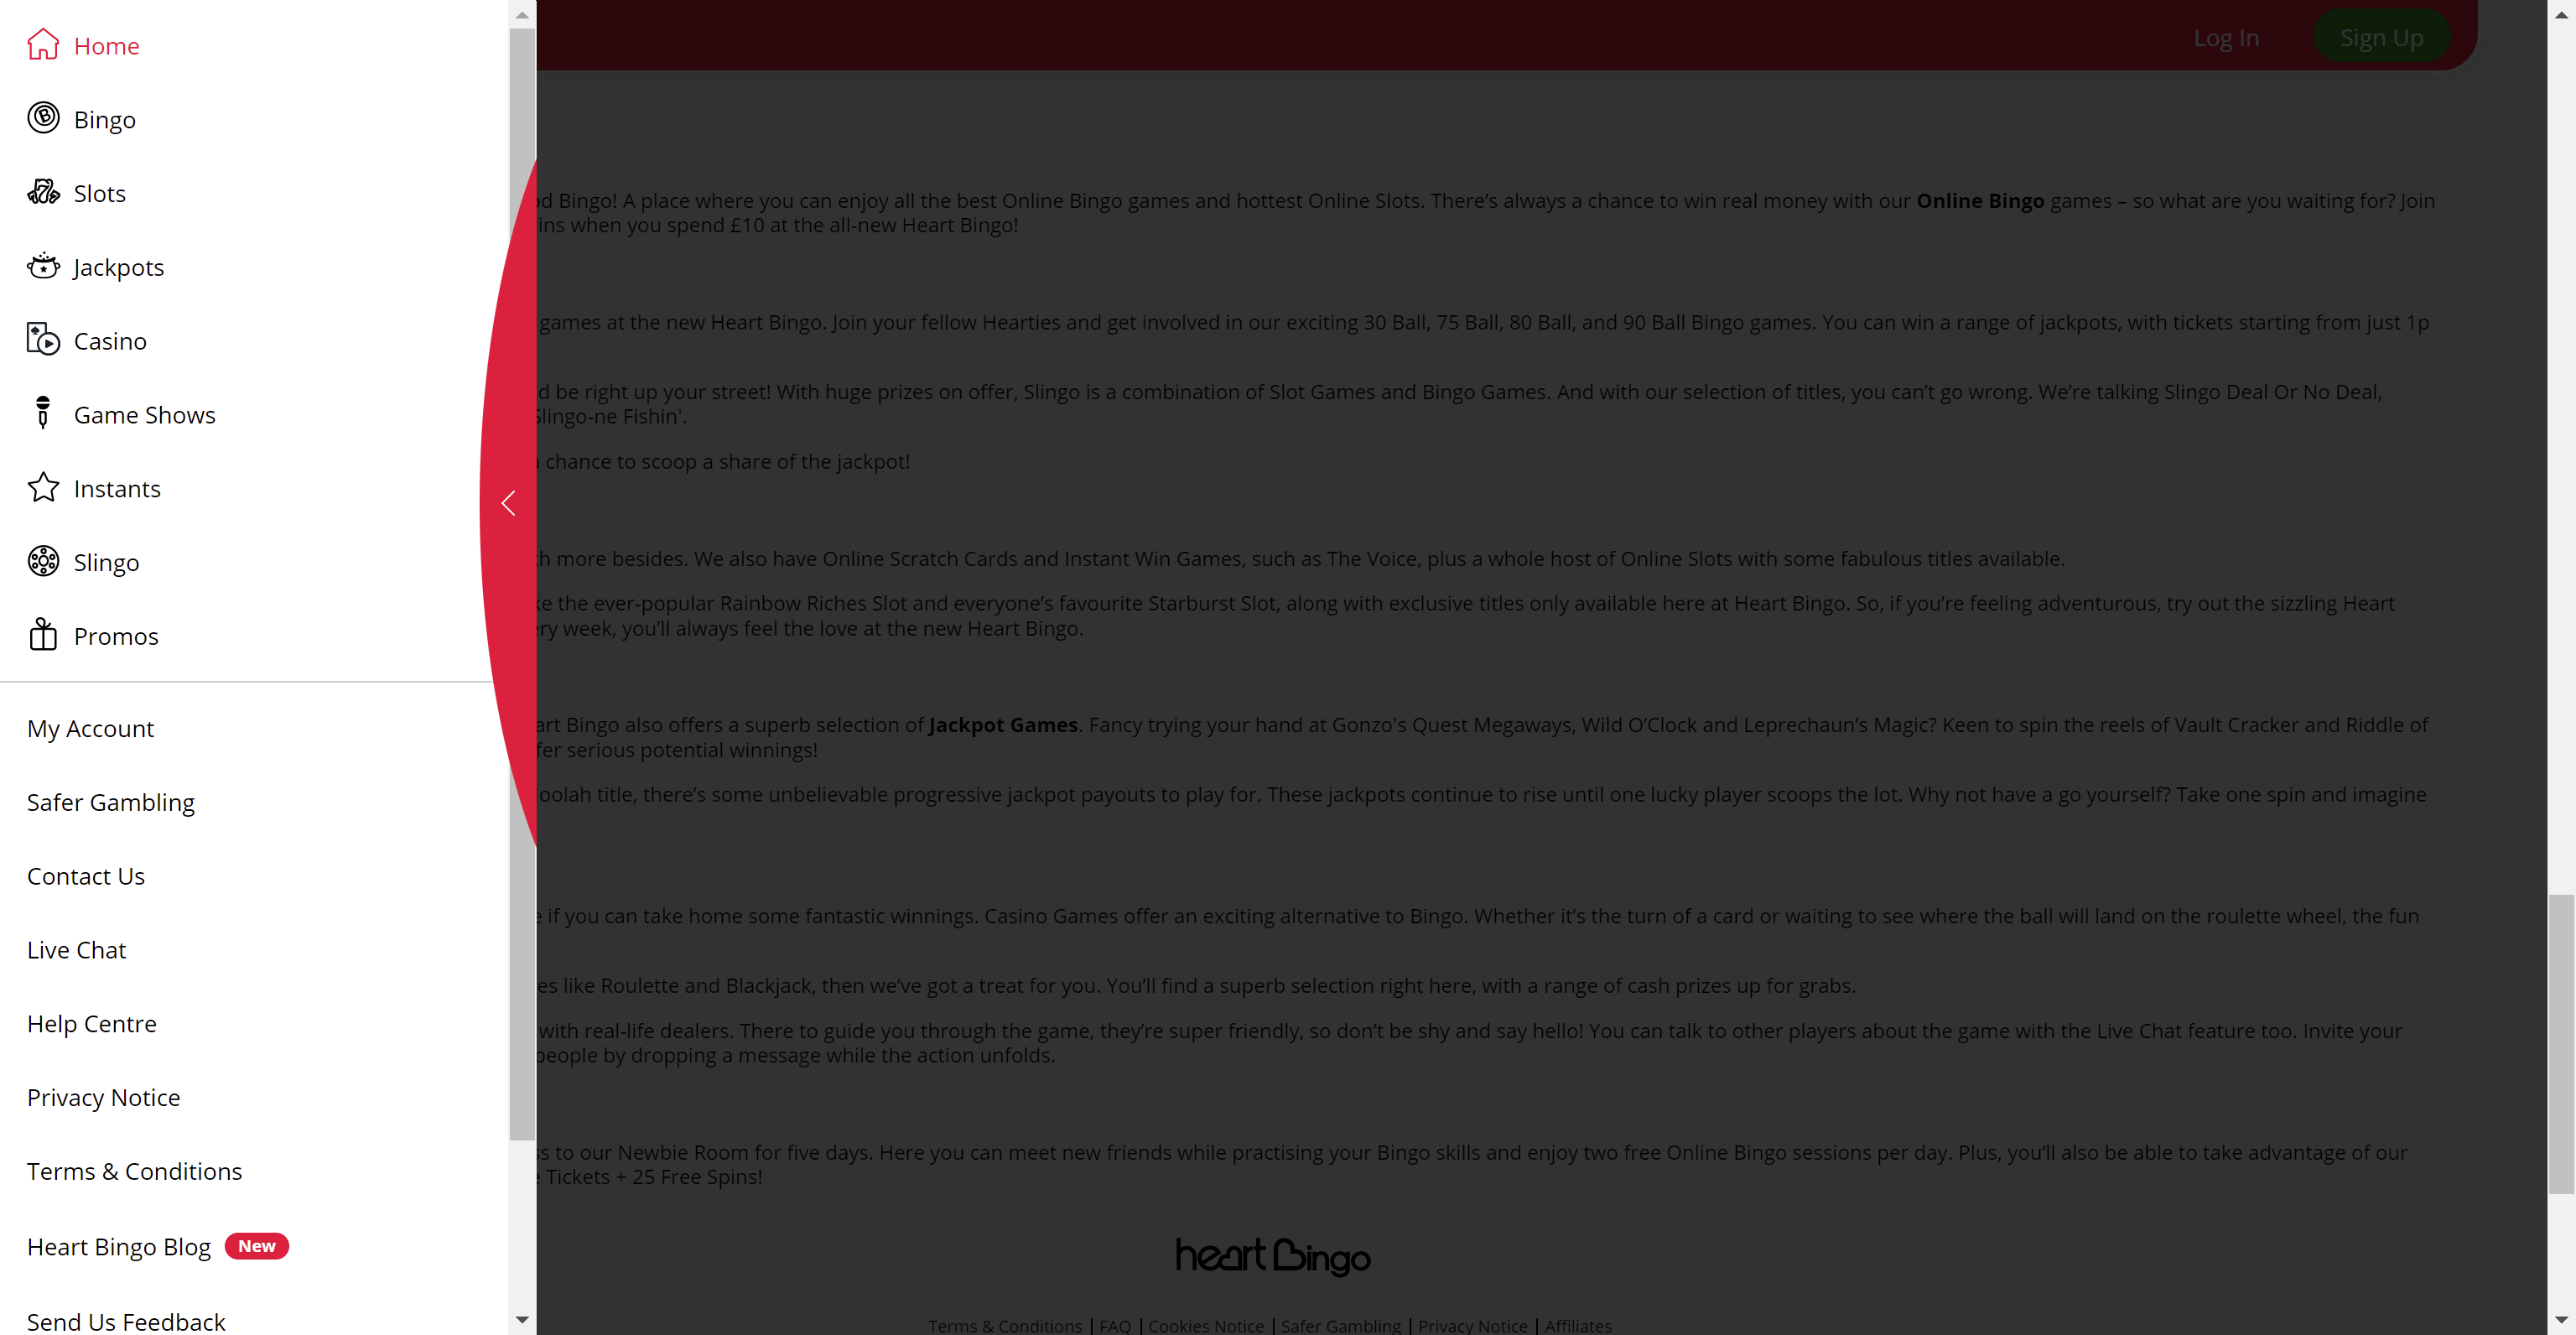 Home
Bingo
Slots
Jackpots
Casino
Game Shows
Instants
Slingo
Promos
My Account
Safer Gambling
Contact Us
Live Chat
Help Centre
Privacy Notice
Terms & Conditions
Heart Bingo Blog New
Send Us Feedback
Log In Sign Up
Bingo! A place where you can enjoy all the best Online Bingo games and hottest Online Slots. There’s always a chance to win real money with our Online Bingo games – so what are you waiting for? Join
when you spend £10 at the all-new Heart Bingo!
games at the new Heart Bingo. Join your fellow Hearties and get involved in our exciting 30 Ball, 75 Ball, 80 Ball, and 90 Ball Bingo games. You can win a range of jackpots, with tickets starting from just 1p
be right up your street! With huge prizes on offer, Slingo is a combination of Slot Games and Bingo Games. And with our selection of titles, you can’t go wrong. We’re talking Slingo Deal Or No Deal,
Slingo-ne Fishin'.
chance to scoop a share of the jackpot!
more besides. We also have Online Scratch Cards and Instant Win Games, such as The Voice, plus a whole host of Online Slots with some fabulous titles available.
the ever-popular Rainbow Riches Slot and everyone’s favourite Starburst Slot, along with exclusive titles only available here at Heart Bingo. So, if you’re feeling adventurous, try out the sizzling Heart
week, you’ll always feel the love at the new Heart Bingo.
Bingo also offers a superb selection of Jackpot Games. Fancy trying your hand at Gonzo's Quest Megaways, Wild O’Clock and Leprechaun’s Magic? Keen to spin the reels of Vault Cracker and Riddle of
serious potential winnings!
title, there’s some unbelievable progressive jackpot payouts to play for. These jackpots continue to rise until one lucky player scoops the lot. Why not have a go yourself? Take one spin and imagine
if you can take home some fantastic winnings. Casino Games offer an exciting alternative to Bingo. Whether it’s the turn of a card or waiting to see where the ball will land on the roulette wheel, the fun
like Roulette and Blackjack, then we’ve got a treat for you. You’ll find a superb selection right here, with a range of cash prizes up for grabs.
with real-life dealers. There to guide you through the game, they’re super friendly, so don’t be shy and say hello! You can talk to other players about the game with the Live Chat feature too. Invite your
people by dropping a message while the action unfolds.
to our Newbie Room for five days. Here you can meet new friends while practising your Bingo skills and enjoy two free Online Bingo sessions per day. Plus, you’ll also be able to take advantage of our
Tickets + 25 Free Spins!
heart Bingo
Terms & Conditions | FAQ | Cookies Notice | Safer Gambling | Privacy Notice | Affiliates